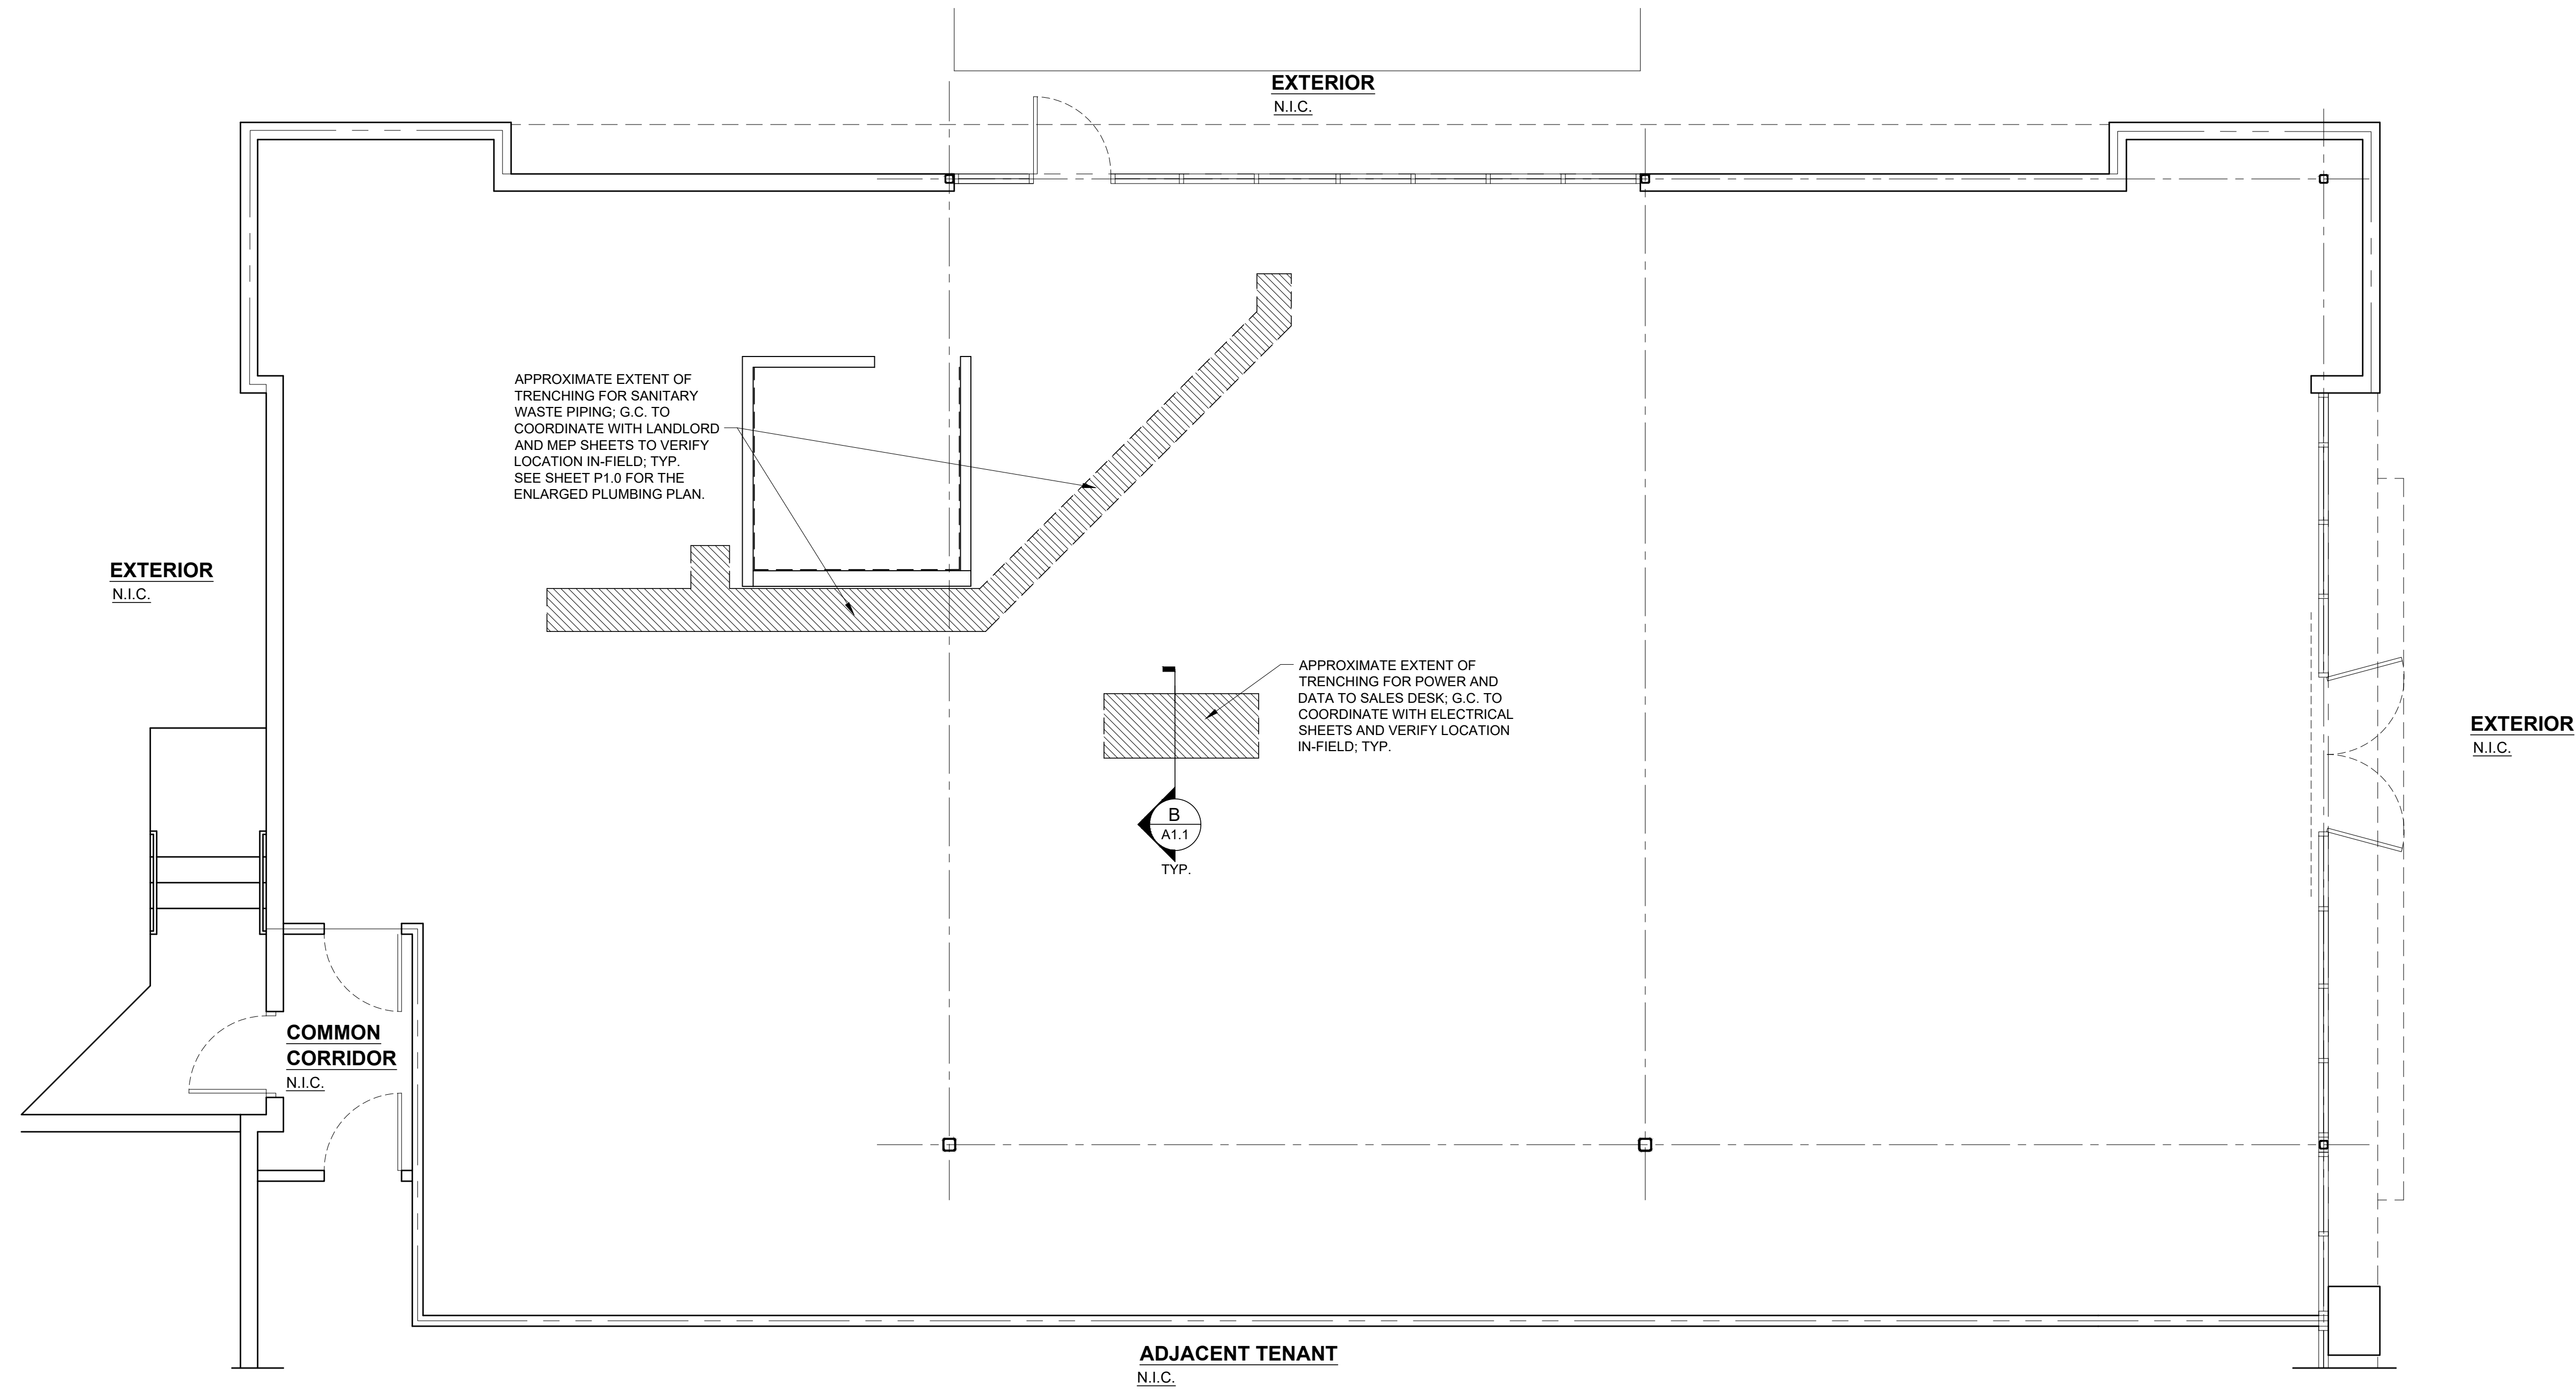 EXTERIOR
N.I.C.
APPROXIMATE EXTENT OF
TRENCHING FOR SANITARY
WASTE PIPING; G.C. TO
COORDINATE WITH LANDLORD
AND MEP SHEETS TO VERIFY
LOCATION IN-FIELD; TYP.
SEE SHEET P1.0 FOR THE
ENLARGED PLUMBING PLAN.
EXTERIOR
N.I.C.
APPROXIMATE EXTENT OF
TRENCHING FOR POWER AND
DATA TO SALES DESK; G.C. TO
COORDINATE WITH ELECTRICAL
SHEETS AND VERIFY LOCATION
IN-FIELD; TYP.
EXTERIOR
N.I.C.
B
A1.1
TYP.
COMMON
CORRIDOR
N.I.C.
ADJACENT TENANT
N.I.C.